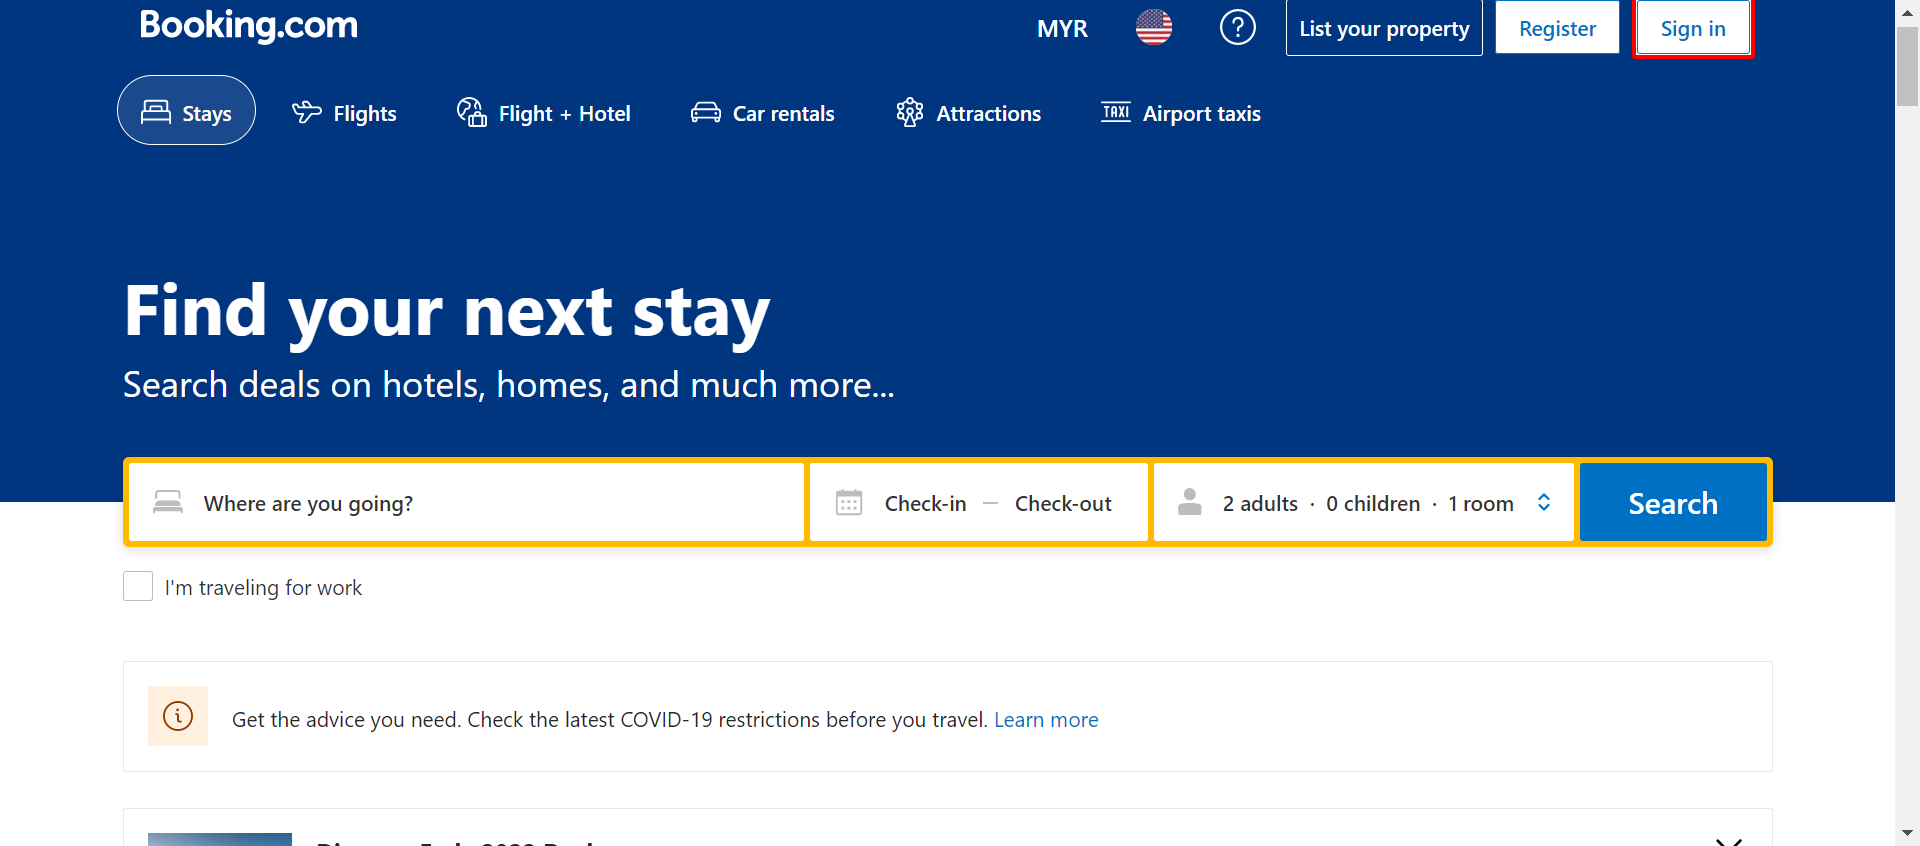 Booking.com
MYR
List your property
Register
Sign in
Stays
Flights
Flight + Hotel
Car rentals
Attractions
TAXI
Airport taxis
Find your next stay
Search deals on hotels, homes, and much more...
Where are you going?
Check-in — Check-out
2 adults · 0 children · 1 room
Search
I'm traveling for work
Get the advice you need. Check the latest COVID-19 restrictions before you travel. Learn more